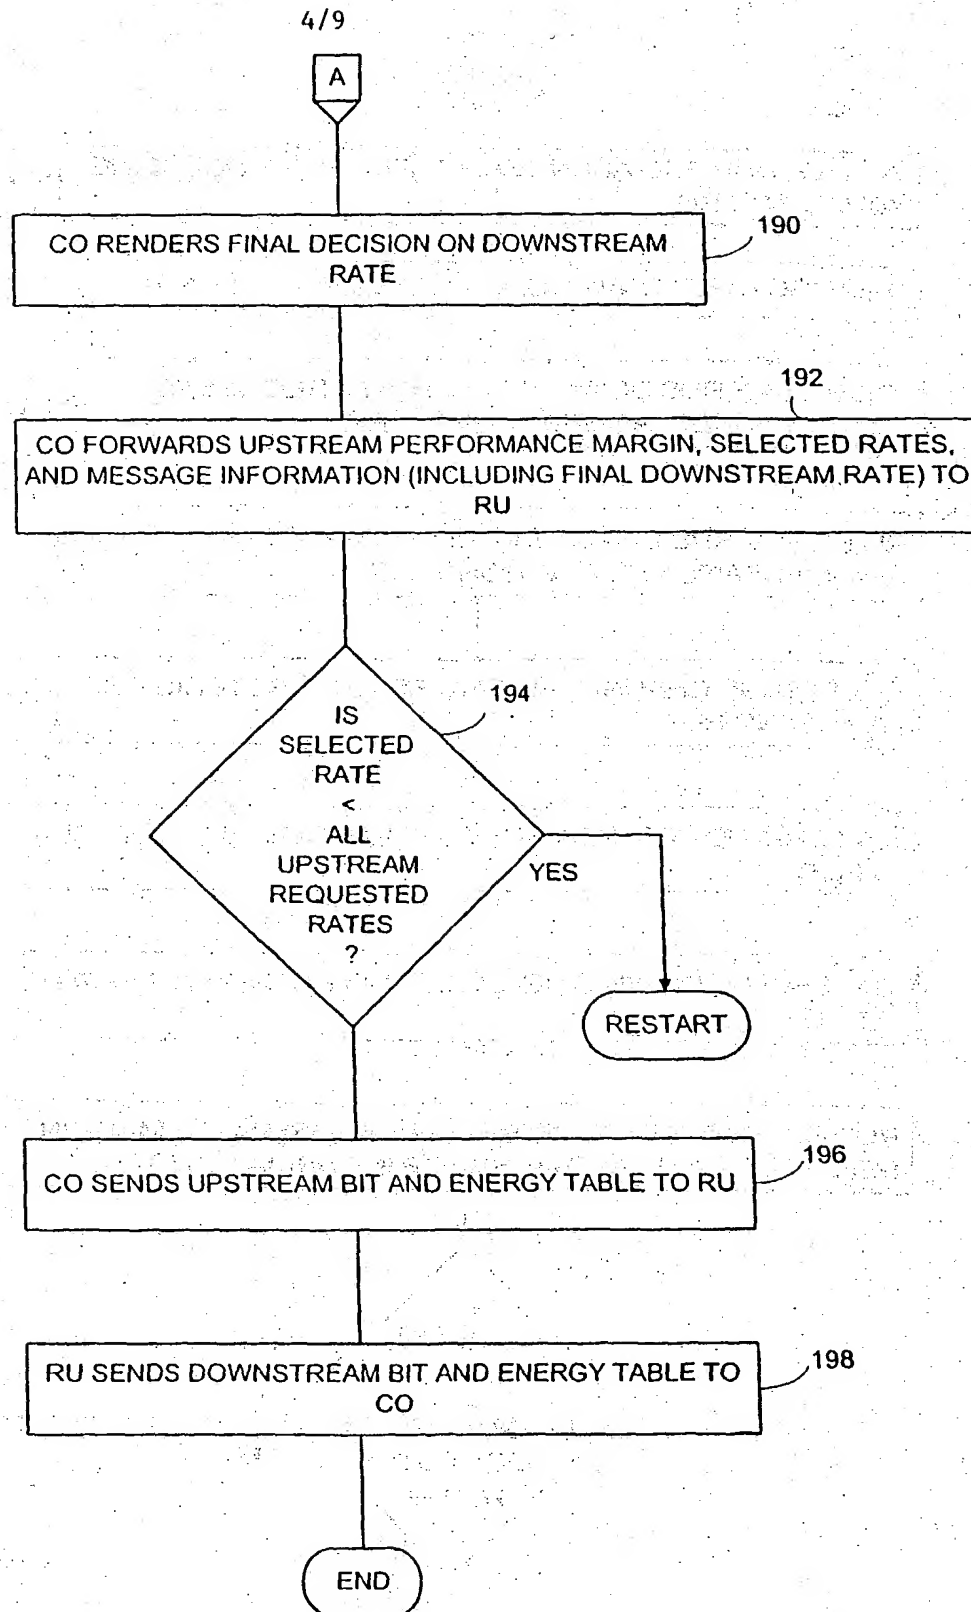 4/9
A
CO RENDERS FINAL DECISION ON DOWNSTREAM
RATE
190
192
CO FORWARDS UPSTREAM PERFORMANCE MARGIN, SELECTED RATES,
AND MESSAGE INFORMATION (INCLUDING FINAL DOWNSTREAM RATE) TO
RU
194
IS
SELECTED
RATE
<
ALL
UPSTREAM
REQUESTED
RATES
?
YES
RESTART
CO SENDS UPSTREAM BIT AND ENERGY TABLE TO RU
196
RU SENDS DOWNSTREAM BIT AND ENERGY TABLE TO
CO
198
END